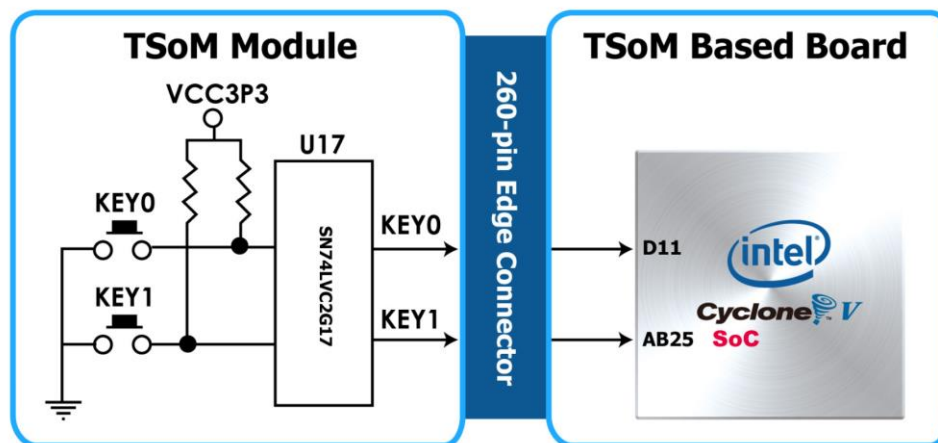 TSoM Module
VCC3P3
U17
KEY0
KEY1
SN74LVC2G17
KEY0
KEY1
260-pin Edge Connector
TSoM Based Board
D11
AB25
intel®
Cyclone™ V
SoC